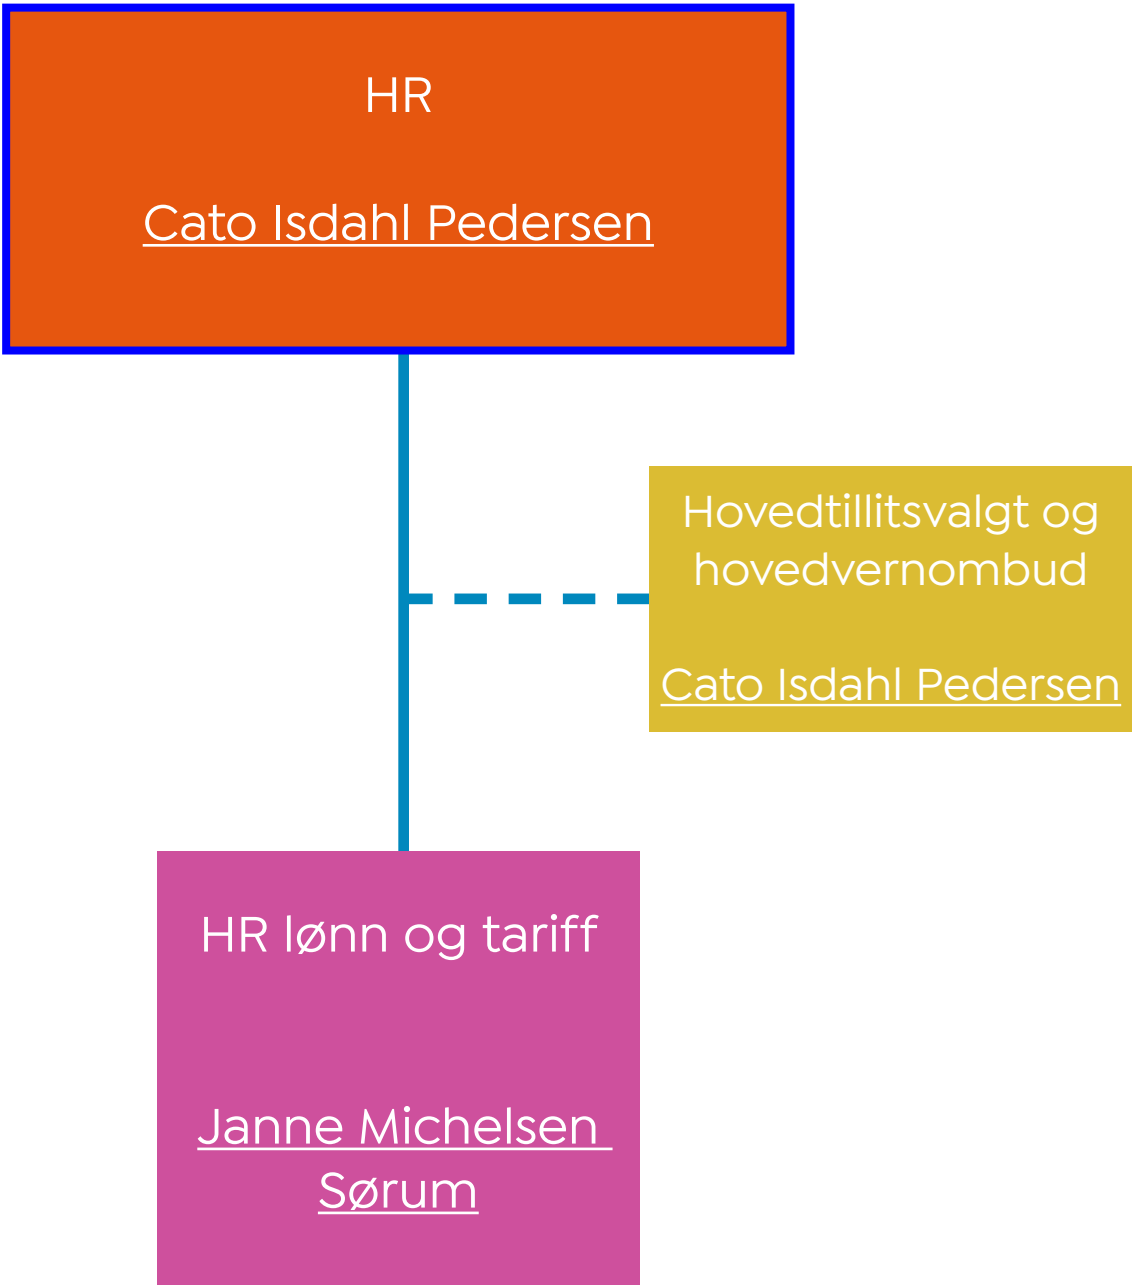 HR
Cato Isdahl Pedersen
Hovedtillitsvalgt og
hovedvernombud
Cato Isdahl Pedersen
HR lønn og tariff
Janne Michelsen
Sørum